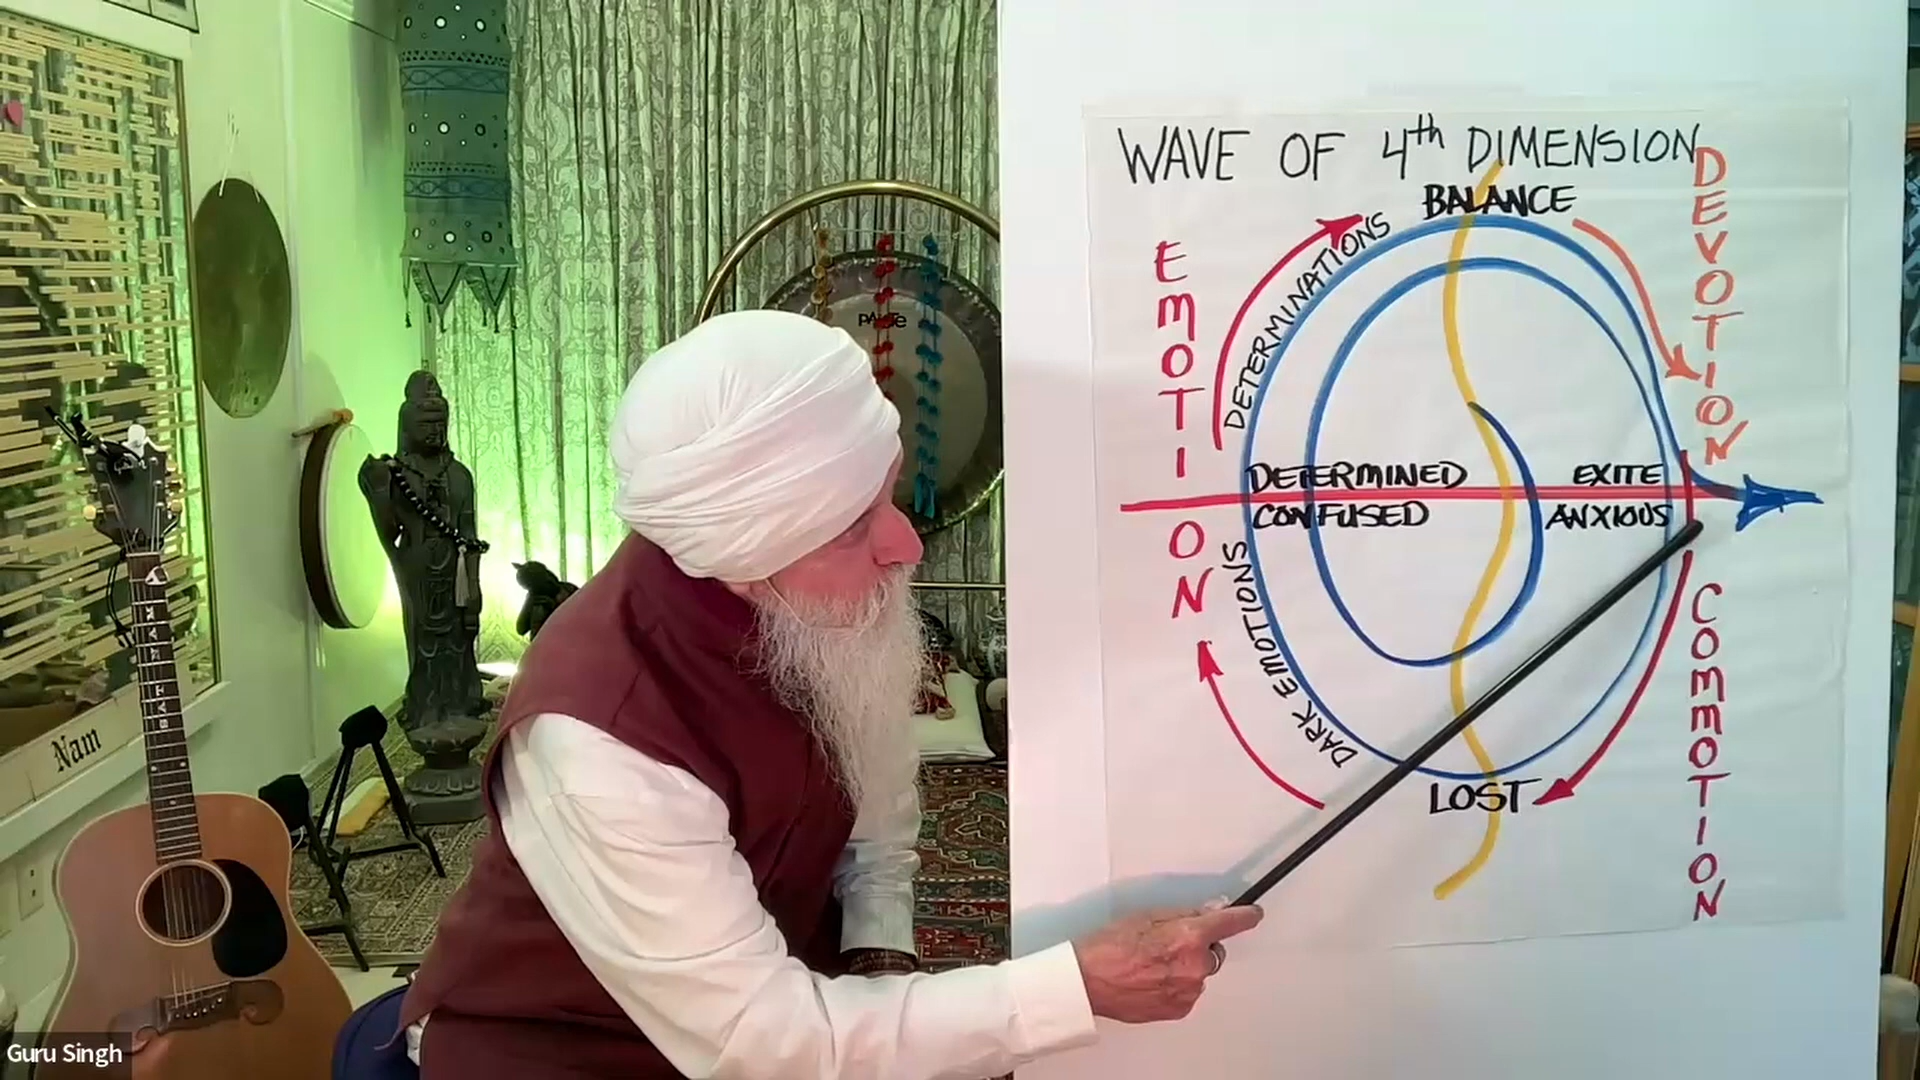 WAVE OF 4th DIMENSION
BALANCE
DEVOTION
EMOTION
DETERMINATIONS
DETERMINED
EXITE
CONFUSED
ANXIOUS
DARK EMOTIONS
COMMOTION
LOST
Nam
Guru Singh